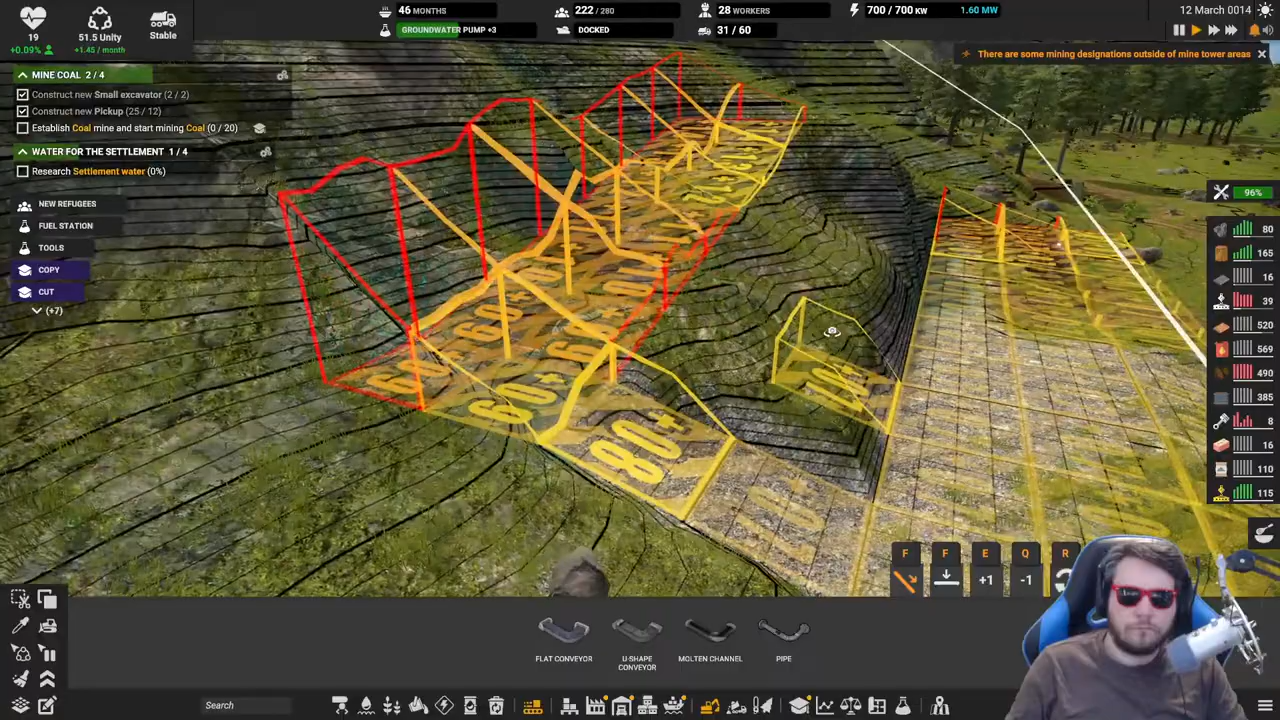 46 MONTHS
222 / 280
28 WORKERS
700 / 700 KW
1.60 MW
12 March 0014
GROUNDWATER PUMP +3
DOCKED
31 / 60
19
51.5 Unity
Stable
+0.09%
+1.45 / month
There are some mining designations outside of mine tower areas
MINE COAL 2 / 4
Construct new Small excavator (2 / 2)
Construct new Pickup (25 / 12)
Establish Coal mine and start mining Coal (0 / 20)
WATER FOR THE SETTLEMENT 1 / 4
Research Settlement water (0%)
NEW REFUGEES
FUEL STATION
TOOLS
COPY
CUT
(+7)
96%
80
165
16
39
520
569
490
385
8
16
110
115
60+
60+
80+
F
F
E
Q
R
+1
-1
FLAT CONVEYOR
U-SHAPE CONVEYOR
MOLTEN CHANNEL
PIPE
Search